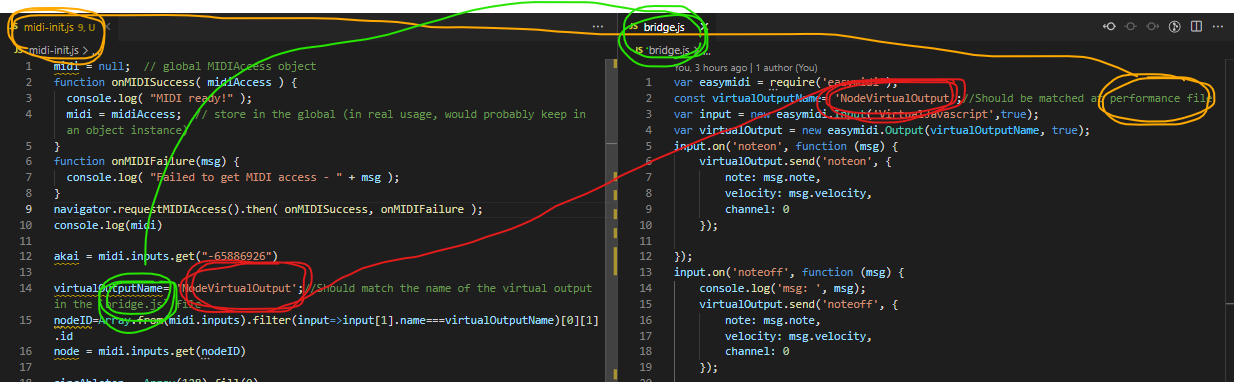 JS midi-init.js 9, U
JS midi-init.js > ...
1 midi = null; // global MIDIAccess object
2 function onMIDISuccess( midiAccess ) {
3 console.log( "MIDI ready!" );
4 midi = midiAccess; // store in the global (in real usage, would probably keep in
an object instance)
5 }
6 function onMIDIFailure(msg) {
7 console.log( "Failed to get MIDI access - " + msg );
8 }
9 navigator.requestMIDIAccess().then( onMIDISuccess, onMIDIFailure );
10 console.log(midi)
11
12 akai = midi.inputs.get("-65886926")
13
14 virtualOutputName= 'NodeVirtualOutput';//Should match the name of the virtual output
in the bridge.js file
15 nodeID=Array.from(midi.inputs).filter(input=>input[1].name===virtualOutputName)[0][1]
.id
16 node = midi.inputs.get(nodeID)
17
18 pingAbleton = Array(128).fill(0)
JS bridge.js
JS bridge.js > ...
You, 3 hours ago | 1 author (You)
1 var easymidi = require('easymidi');
2 const virtualOutputName= 'NodeVirtualOutput';//Should be matched at performance file
3 var input = new easymidi.Input('VirtualJavascript',true);
4 var virtualOutput = new easymidi.Output(virtualOutputName, true);
5 input.on('noteon', function (msg) {
6 virtualOutput.send('noteon', {
7 note: msg.note,
8 velocity: msg.velocity,
9 channel: 0
10 });
11
12 });
13 input.on('noteoff', function (msg) {
14 console.log('msg: ', msg);
15 virtualOutput.send('noteoff', {
16 note: msg.note,
17 velocity: msg.velocity,
18 channel: 0
19 });
20